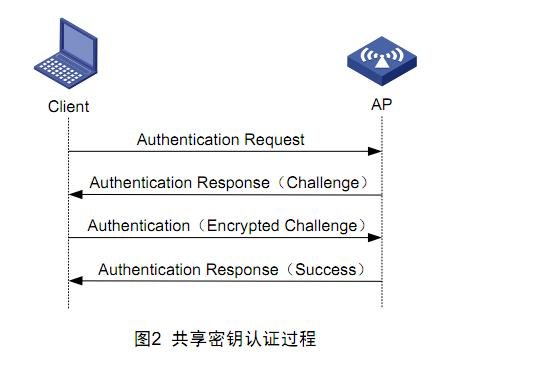 Client
AP
Authentication Request
Authentication Response（Challenge）
Authentication（Encrypted Challenge）
Authentication Response（Success）
图2 共享密钥认证过程